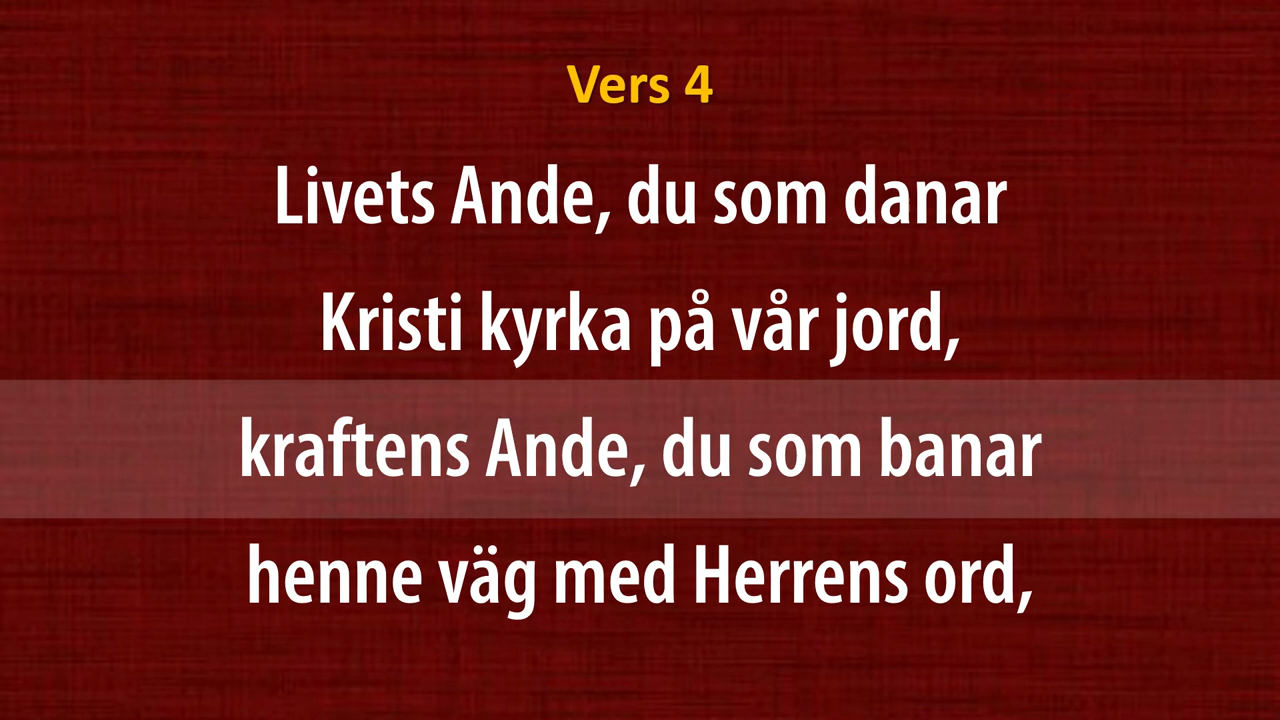 Vers 4
Livets Ande, du som danar
Kristi kyrka på vår jord,
kraftens Ande, du som banar
henne väg med Herrens ord,